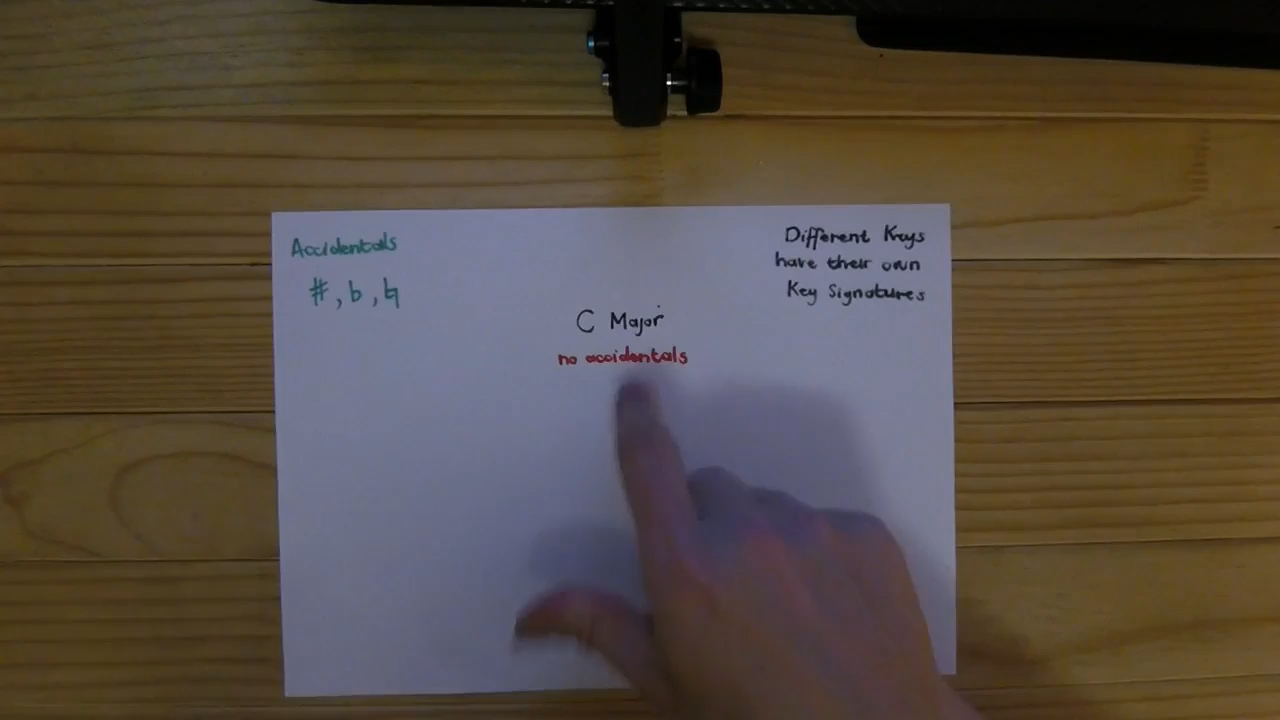 Accidentals
#, b, ♮
Different Keys
have their own
Key Signatures
C Major
no accidentals